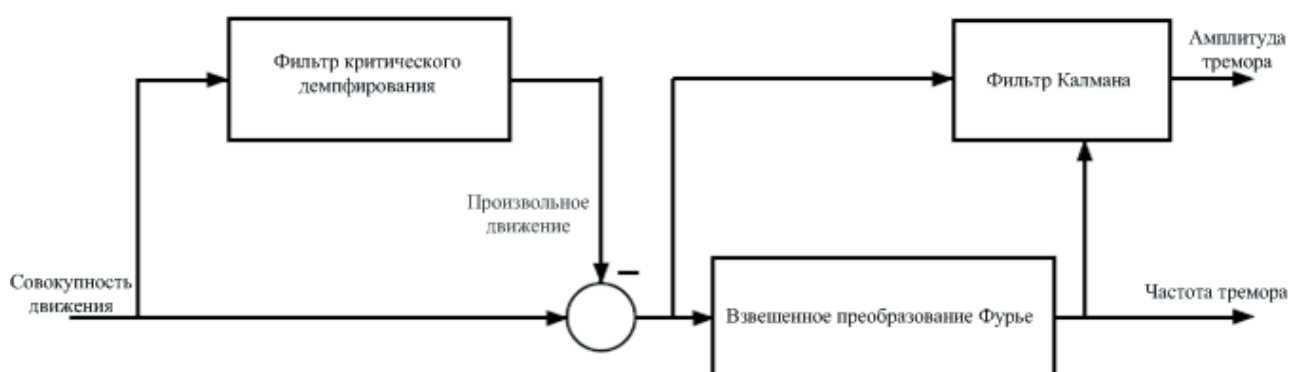 Фильтр критического
демпфирования
Амплитуда
тремора
Фильтр Калмана
Произвольное
движение
−
Совокупность
движения
Взвешенное преобразование Фурье
Частота тремора